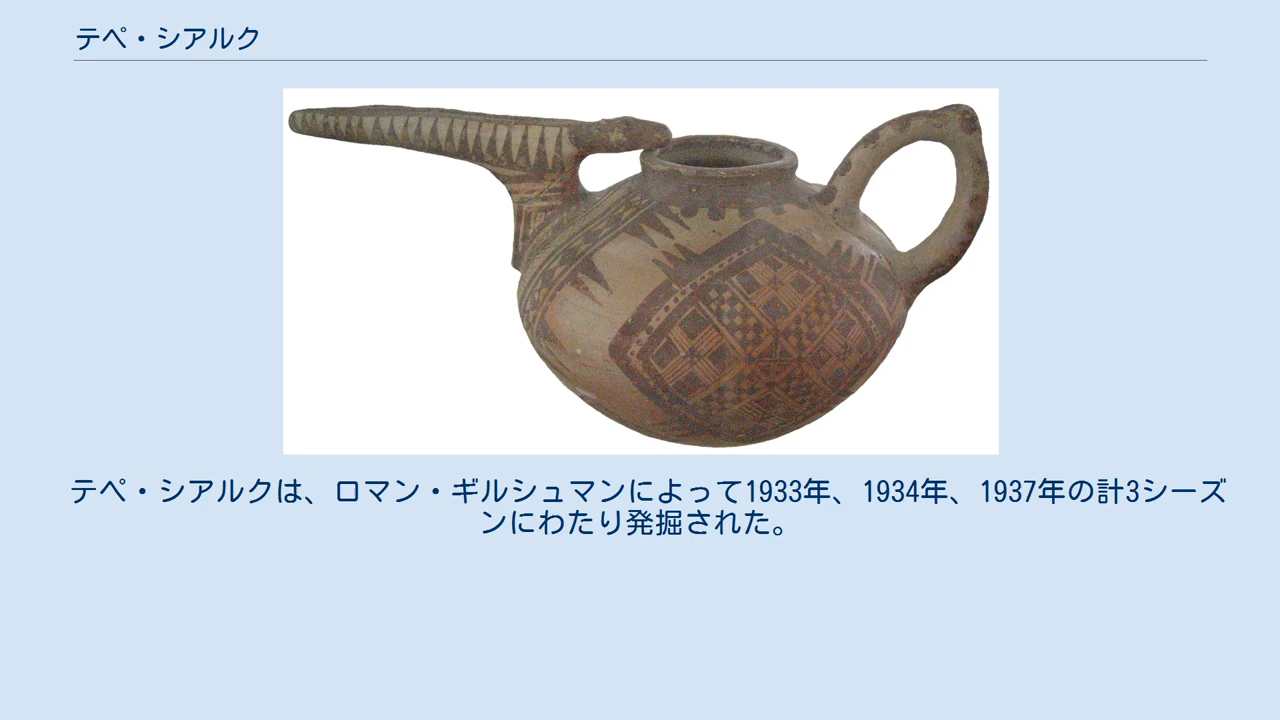 テペ・シアルク
テペ・シアルクは、ロマン・ギルシュマンによって1933年、1934年、1937年の計3シーズ
ンにわたり発掘された。